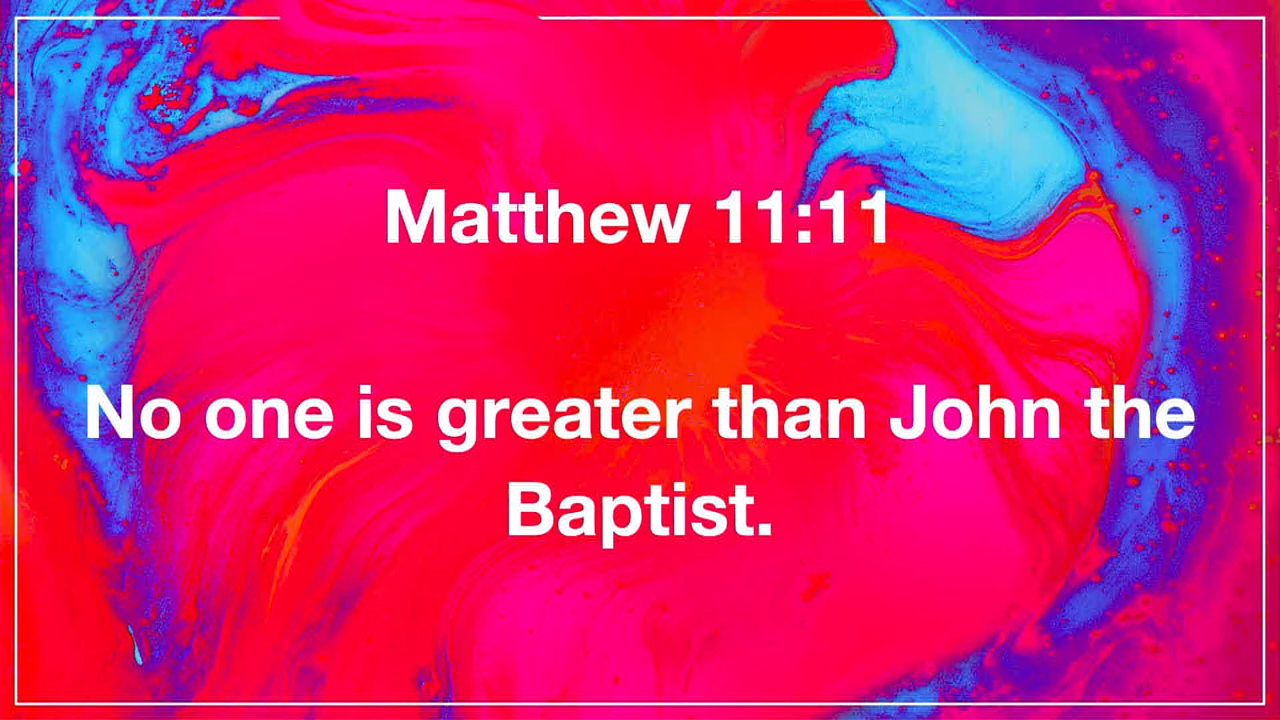 Matthew 11:11
No one is greater than John the
Baptist.